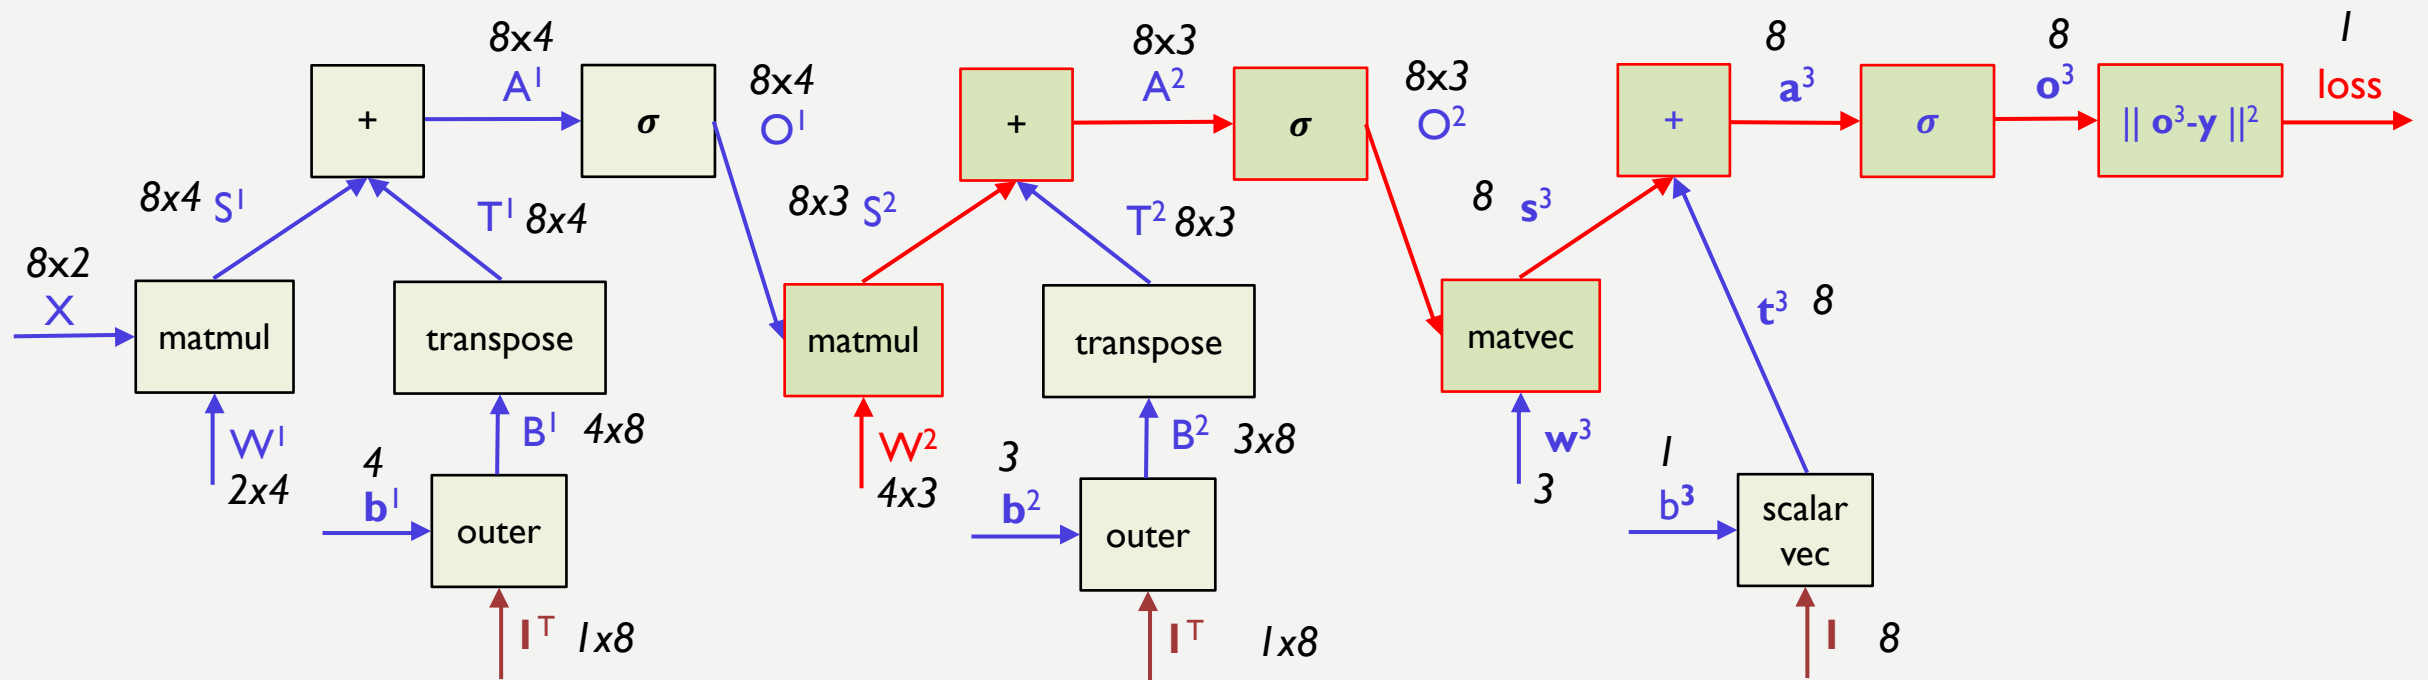 8x4
A¹
8x4
O¹
+
σ
8x4 S¹
T¹ 8x4
8x2
X
matmul
transpose
W¹
2x4
B¹ 4x8
4
b¹
outer
1ᵀ 1x8
8x3
A²
8x3
O²
+
σ
8x3 S²
T² 8x3
matmul
transpose
W²
4x3
B² 3x8
3
b²
outer
1ᵀ 1x8
8
a³
8
o³
1
loss
+
σ
|| o³-y ||²
8 s³
t³ 8
matvec
w³
3
1
b³
scalar
vec
1 8